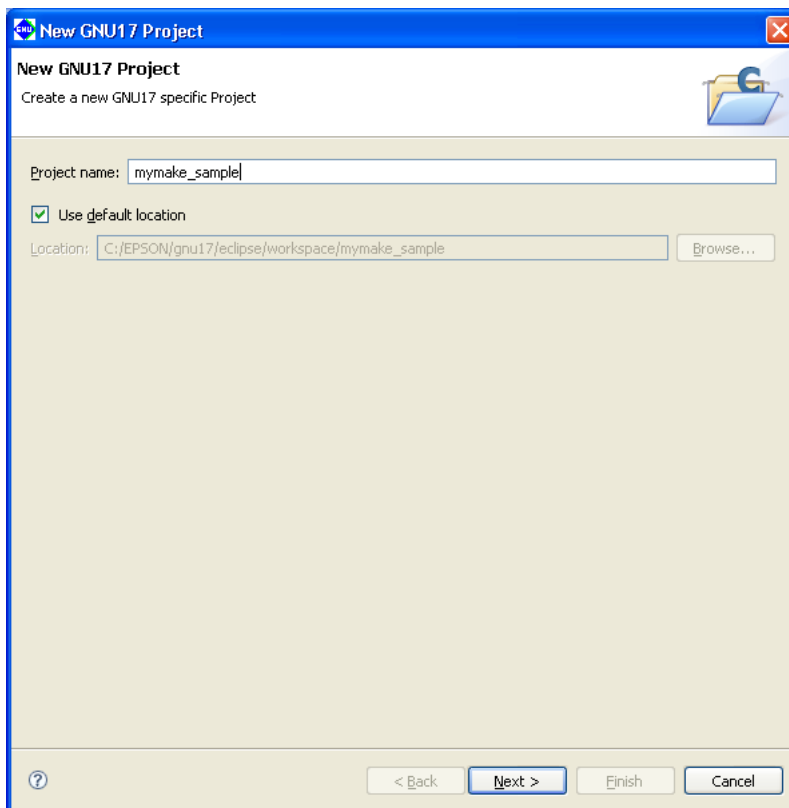 GNU New GNU17 Project
New GNU17 Project
Create a new GNU17 specific Project
Project name: mymake_sample
Use default location
Location: C:/EPSON/gnu17/eclipse/workspace/mymake_sample Browse...
< Back Next > Finish Cancel